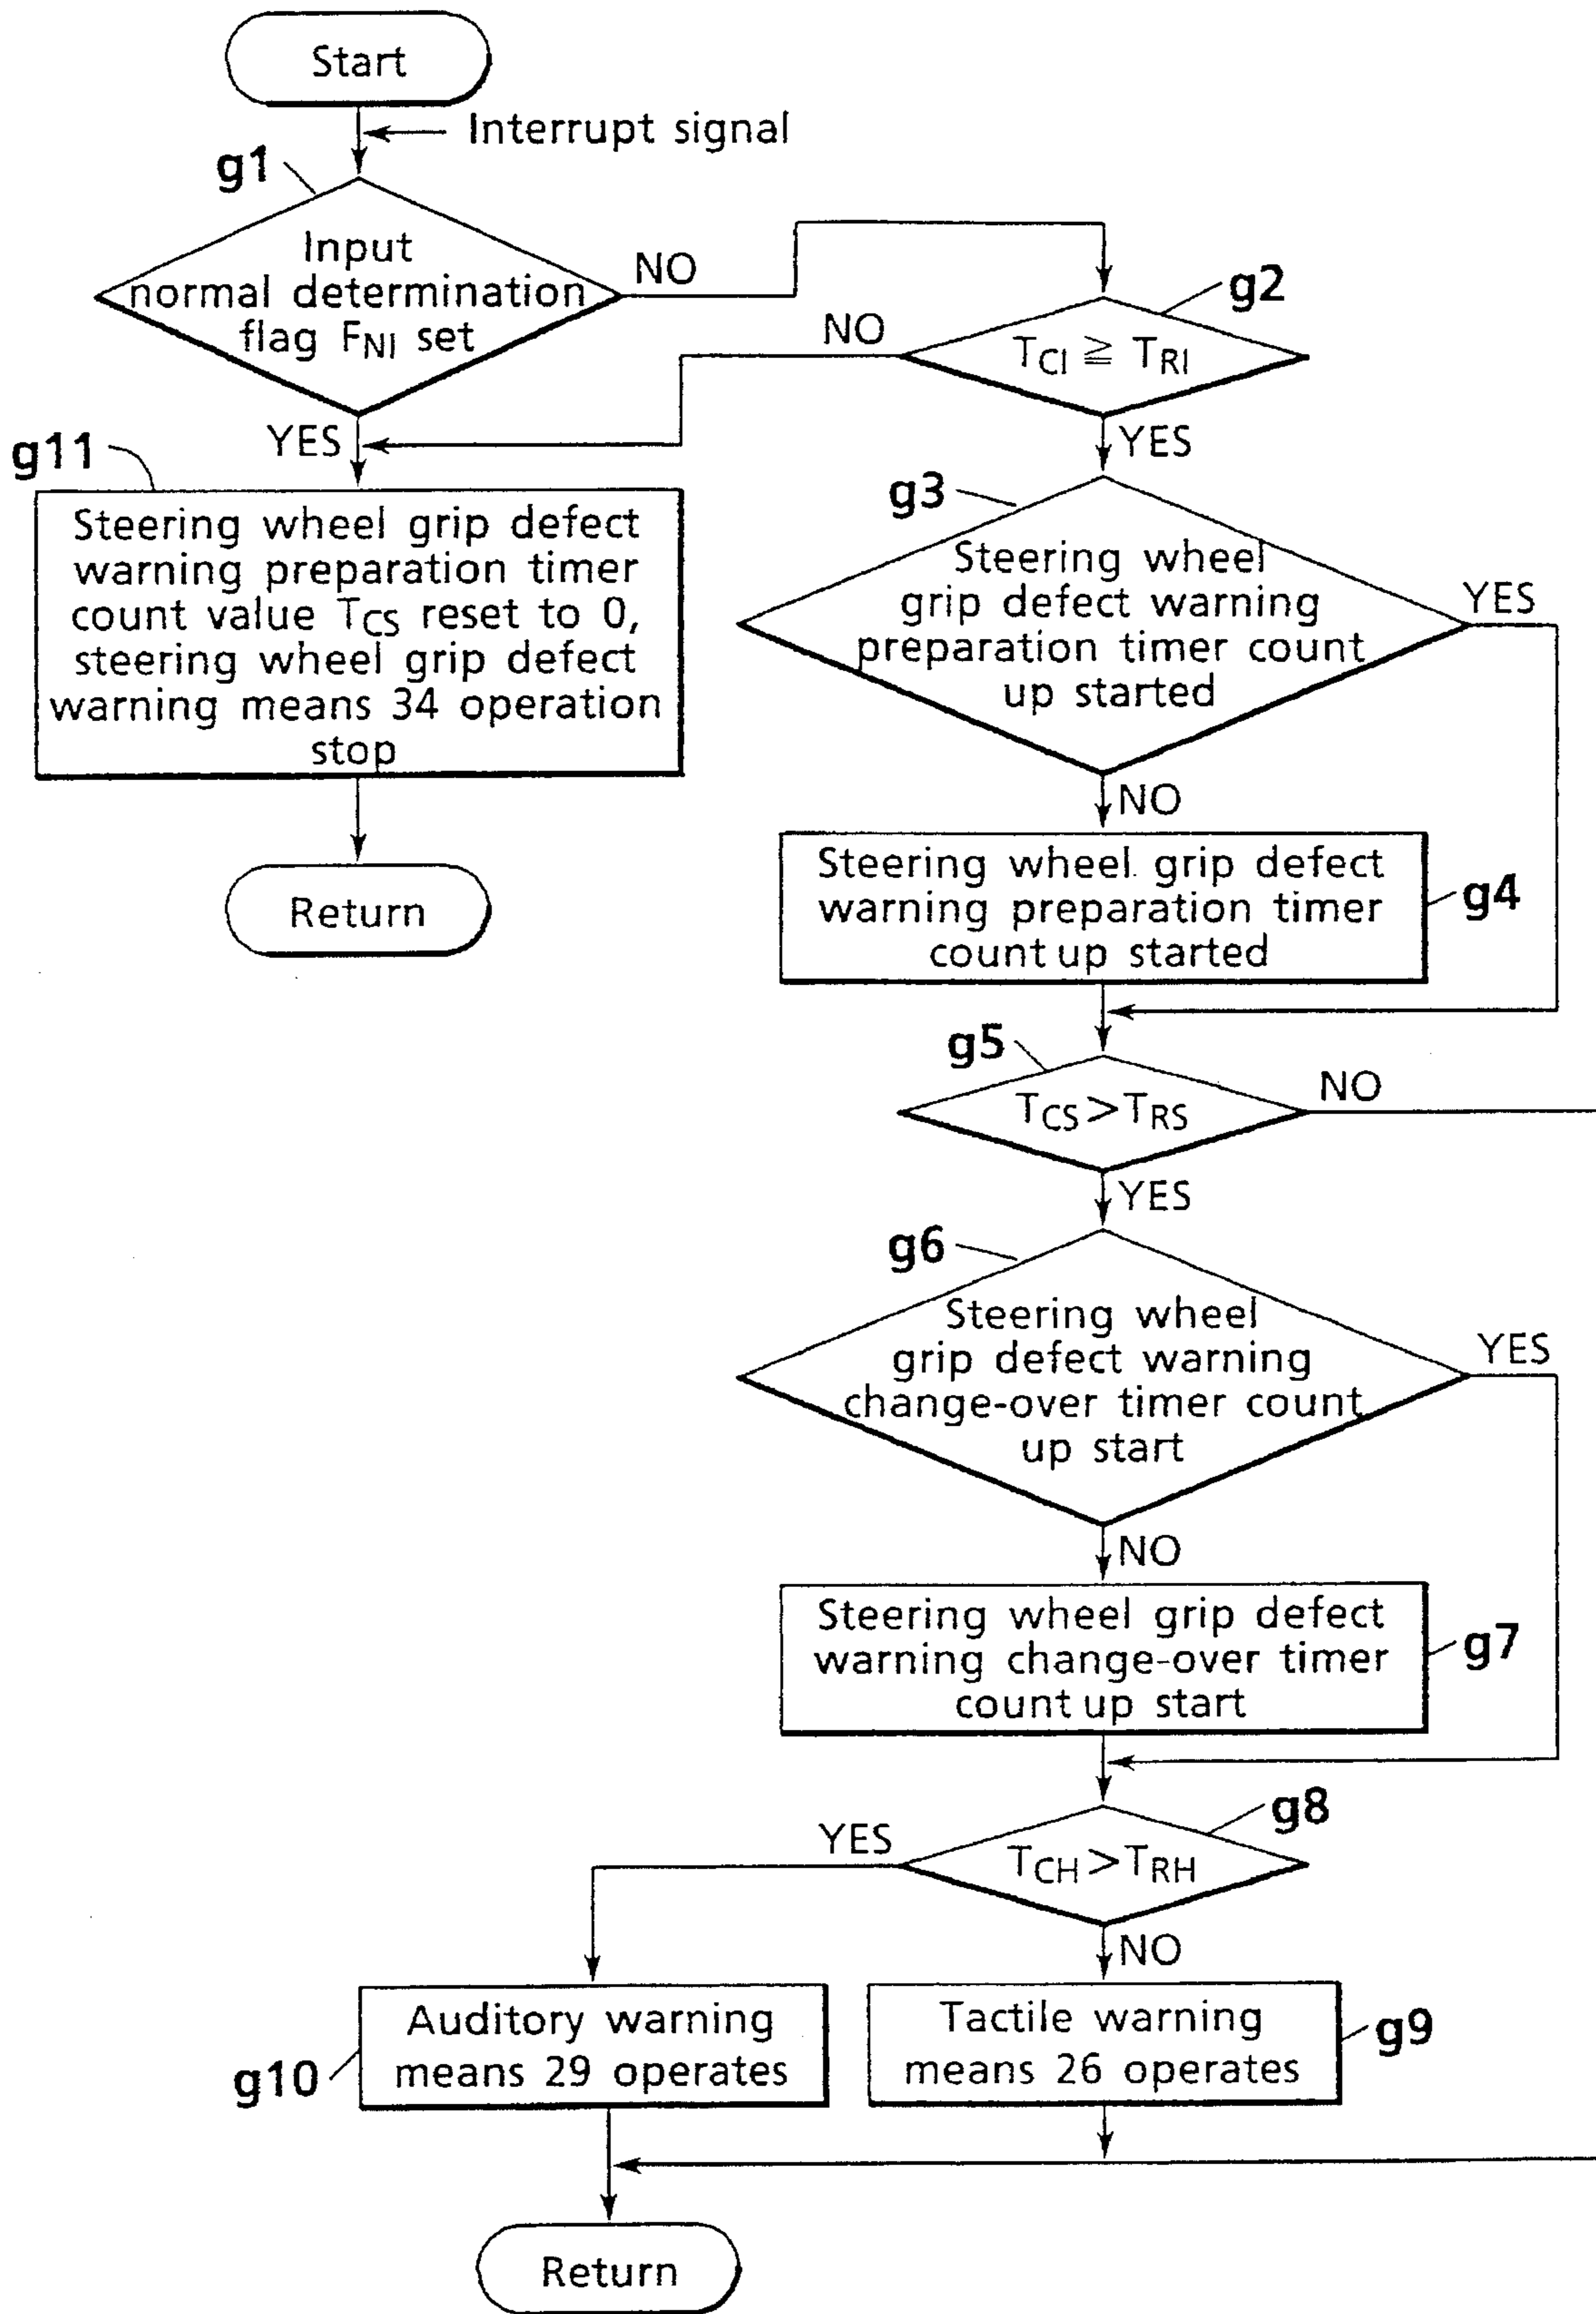 Start
Interrupt signal
g1
Input
normal determination
flag FNI set
NO
g2
NO
TCI ≧ TRI
YES
YES
g11
Steering wheel grip defect
warning preparation timer
count value TCS reset to 0,
steering wheel grip defect
warning means 34 operation
stop
Return
g3
Steering wheel
grip defect warning
preparation timer count
up started
YES
NO
Steering wheel grip defect
warning preparation timer
count up started
g4
g5
TCS > TRS
NO
YES
g6
Steering wheel
grip defect warning
change-over timer count
up start
YES
NO
Steering wheel grip defect
warning change-over timer
count up start
g7
g8
YES
TCH > TRH
NO
Auditory warning
means 29 operates
g10
Tactile warning
means 26 operates
g9
Return